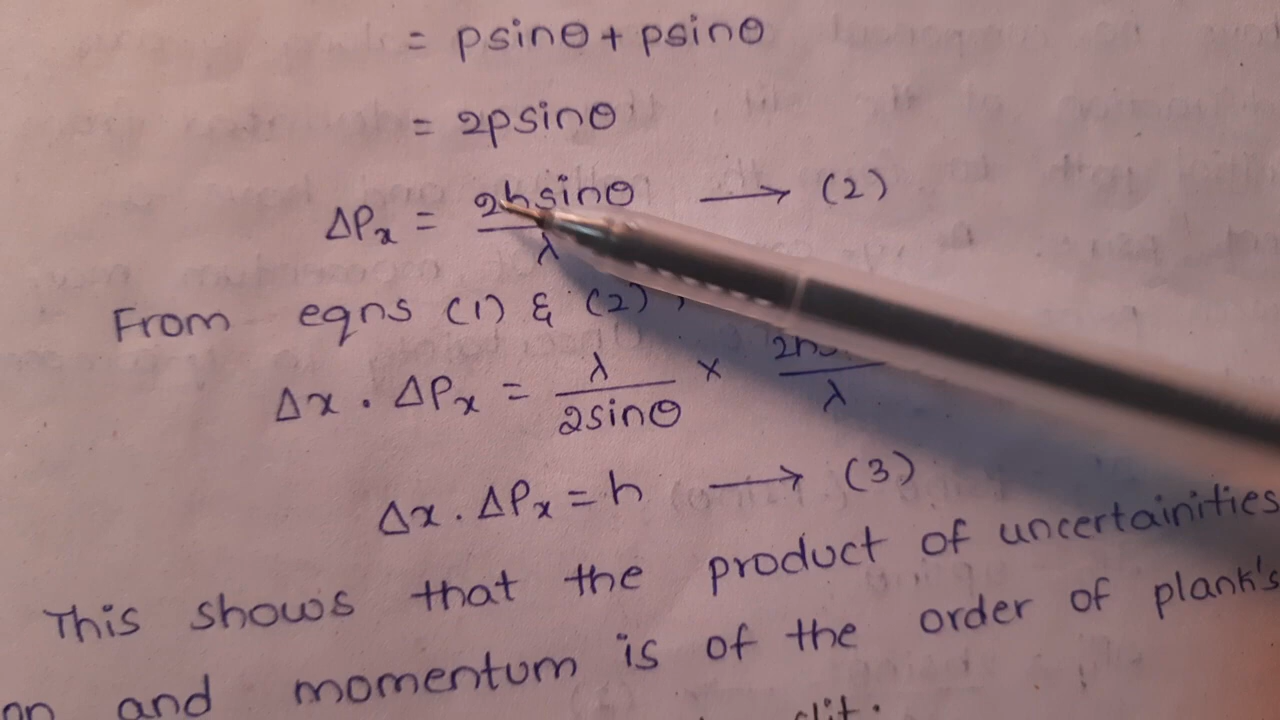 = psinθ + psinθ
= 2psinθ
ΔPx = 2hsinθ/λ → (2)
From eqns (1) & (2),
Δx . ΔPx = λ/2sinθ × 2h /λ
Δx . ΔPx = h → (3)
This shows that the product of uncertainities
and momentum is of the order of plank's
slit.